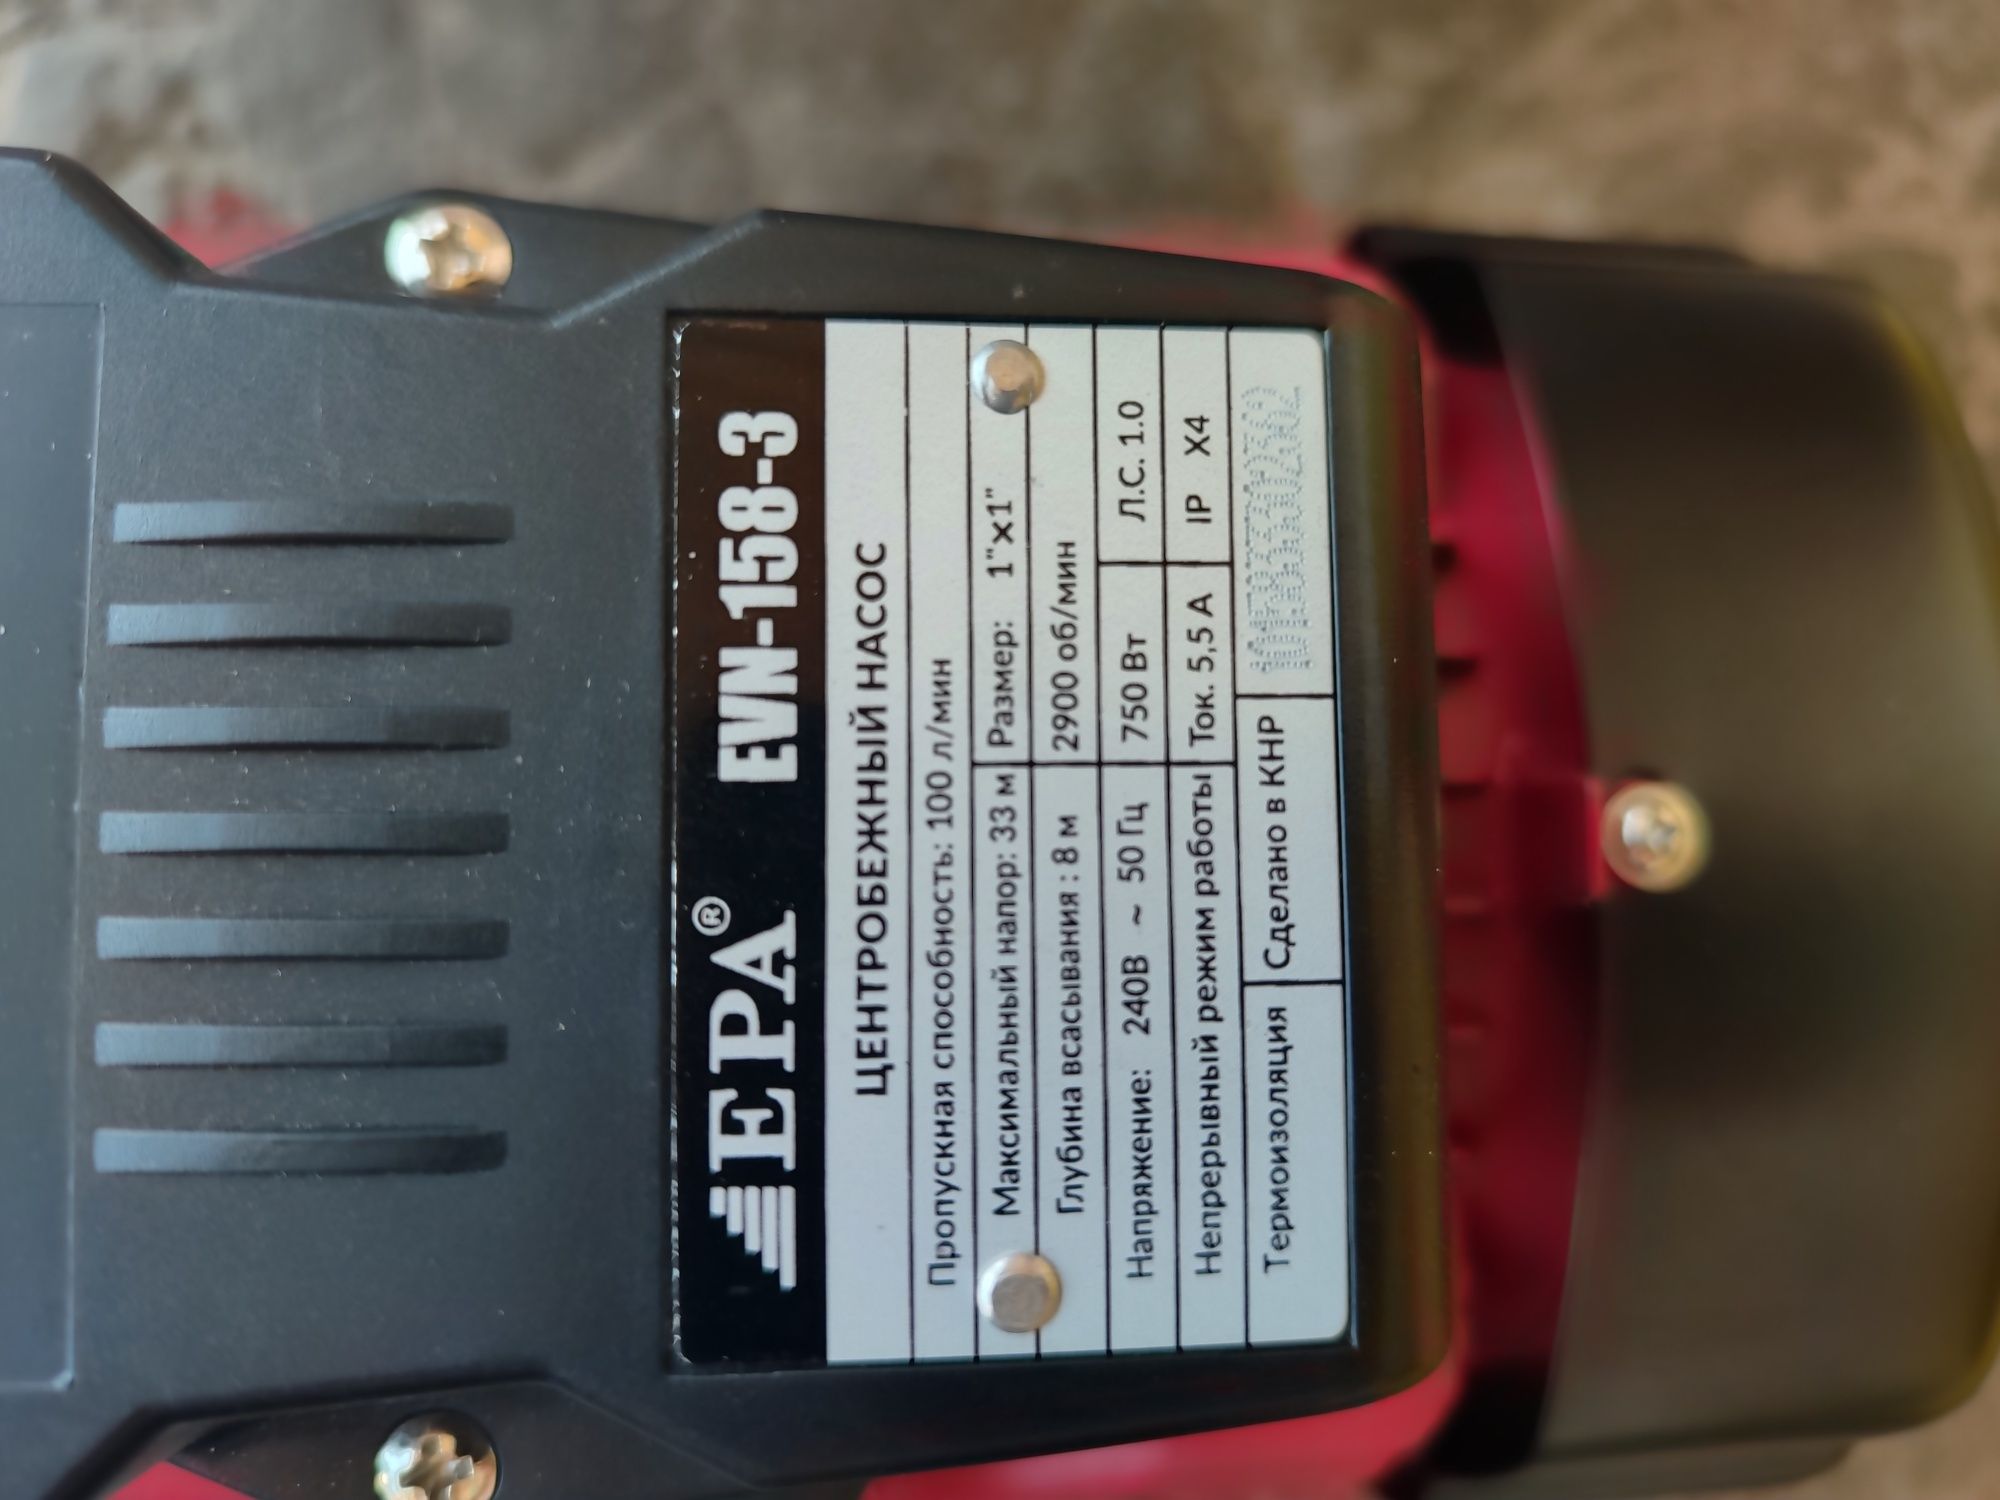 EPA® EVN-158-3
ЦЕНТРОБЕЖНЫЙ НАСОС
Пропускная способность: 100 л/мин
Максимальный напор: 33 м Размер: 1"x1"
Глубина всасывания : 8 м 2900 об/мин
Напряжение: 240В ~ 50 Гц 750 Вт Л.С. 1.0
Непрерывный режим работы Ток. 5,5 А IP X4
Термоизоляция Сделано в КНР